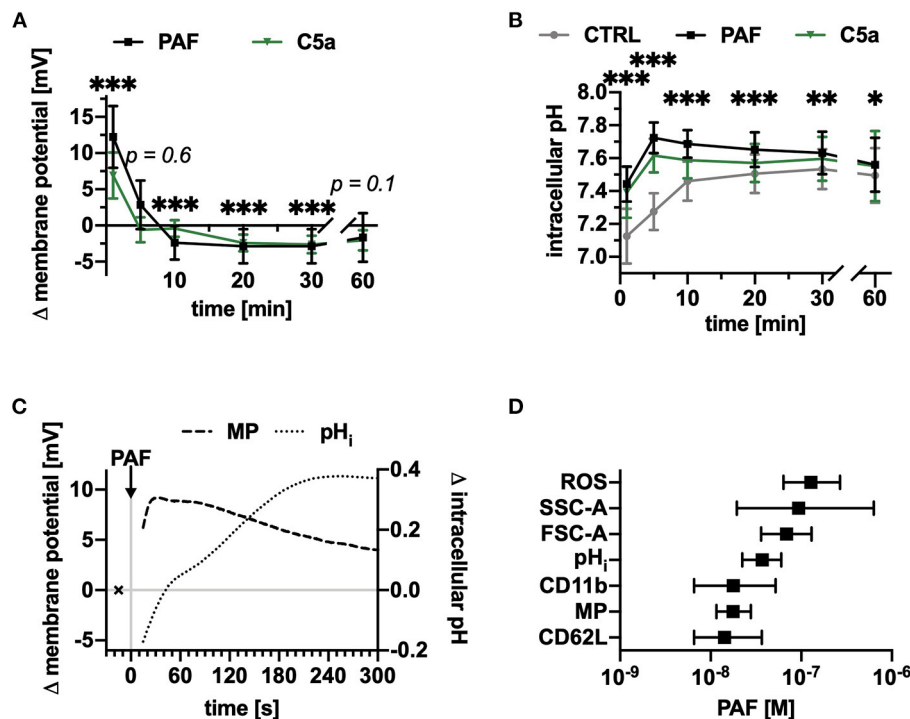 A
PAF C5a
Δ membrane potential [mV]
15
10
5
0
-5
***
p = 0.6
***
***
***
p = 0.1
10 20 30 60
time [min]
B
CTRL PAF C5a
intracellular pH
8.0
7.8
7.6
7.4
7.2
7.0
***
***
***
***
**
*
0 10 20 30 60
time [min]
C
MP pHi
PAF
Δ membrane potential [mV]
10
5
0
-5
×
0.4
0.2
0.0
-0.2
Δ intracellular pH
0 60 120 180 240 300
time [s]
D
ROS
SSC-A
FSC-A
pHi
CD11b
MP
CD62L
10-9 10-8 10-7 10-6
PAF [M]